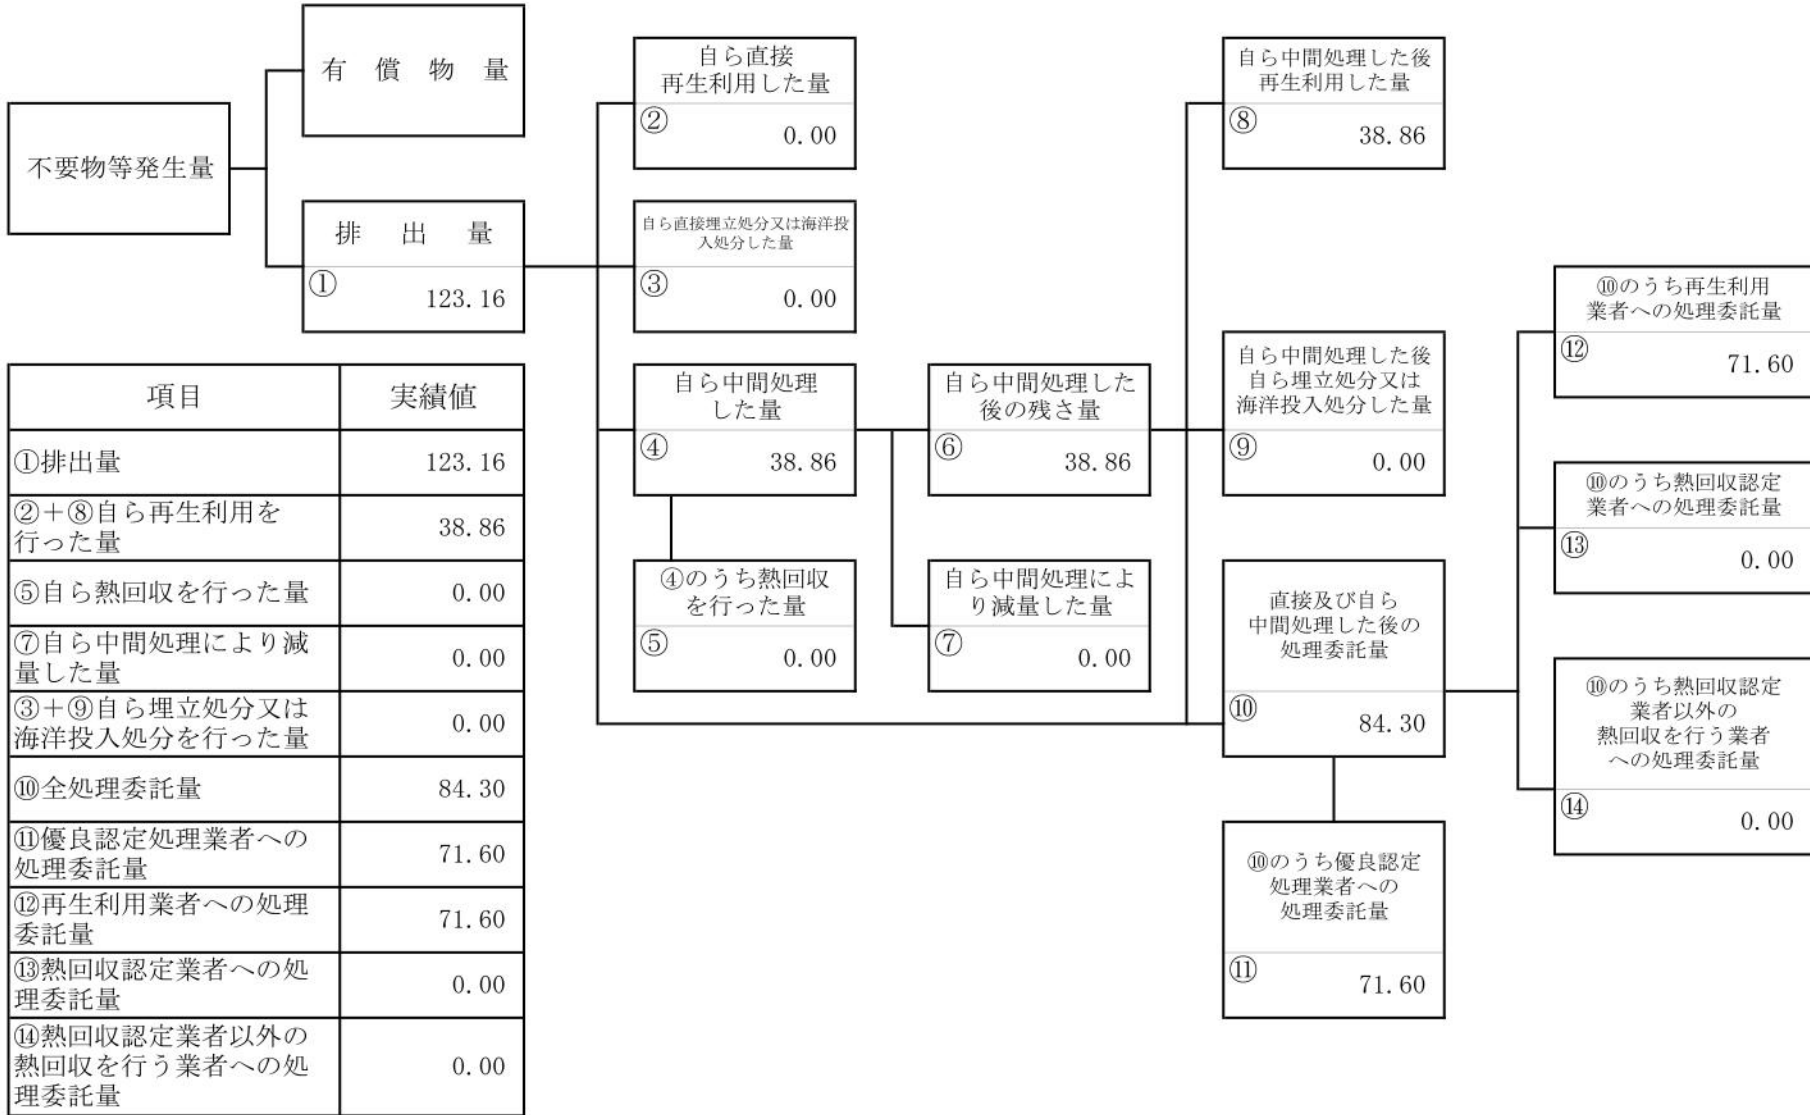 不要物等発生量
有償物量
排出量
① 123.16
自ら直接
再生利用した量
② 0.00
自ら直接埋立処分又は海洋投
入処分した量
③ 0.00
自ら中間処理
した量
④ 38.86
④のうち熱回収
を行った量
⑤ 0.00
自ら中間処理した
後の残さ量
⑥ 38.86
自ら中間処理によ
り減量した量
⑦ 0.00
自ら中間処理した後
再生利用した量
⑧ 38.86
自ら中間処理した後
自ら埋立処分又は
海洋投入処分した量
⑨ 0.00
直接及び自ら
中間処理した後の
処理委託量
⑩ 84.30
⑩のうち優良認定
処理業者への
処理委託量
⑪ 71.60
⑩のうち再生利用
業者への処理委託量
⑫ 71.60
⑩のうち熱回収認定
業者への処理委託量
⑬ 0.00
⑩のうち熱回収認定
業者以外の
熱回収を行う業者
への処理委託量
⑭ 0.00
項目 実績値
①排出量 123.16
②＋⑧自ら再生利用を
行った量 38.86
⑤自ら熱回収を行った量 0.00
⑦自ら中間処理により減
量した量 0.00
③＋⑨自ら埋立処分又は
海洋投入処分を行った量 0.00
⑩全処理委託量 84.30
⑪優良認定処理業者への
処理委託量 71.60
⑫再生利用業者への処理
委託量 71.60
⑬熱回収認定業者への処
理委託量 0.00
⑭熱回収認定業者以外の
熱回収を行う業者への処
理委託量 0.00